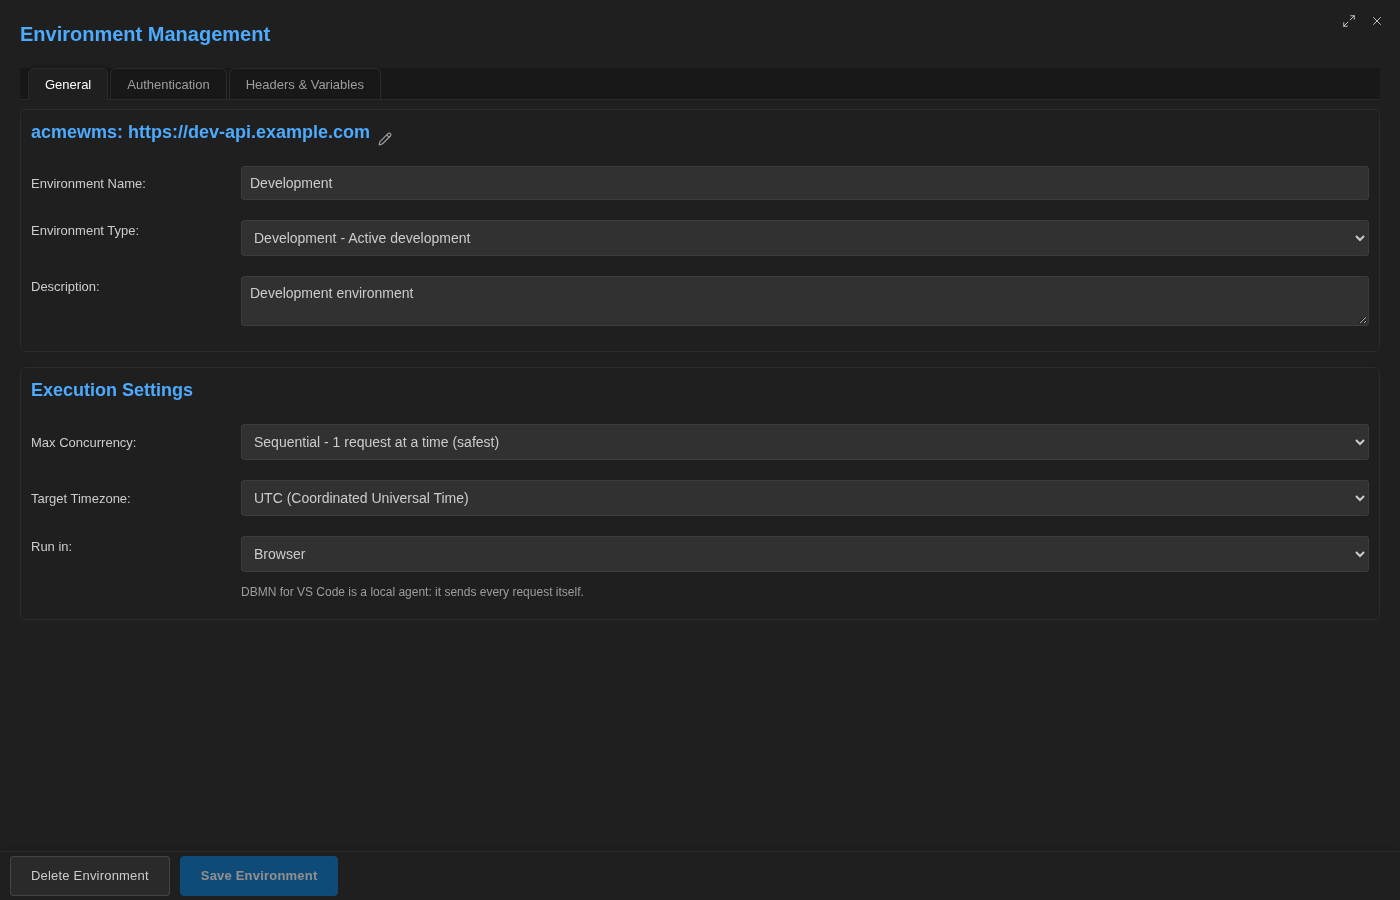 Environment Management
General
Authentication
Headers & Variables
acmewms: https://dev-api.example.com
Environment Name:
Development
Environment Type:
Development - Active development
Description:
Development environment
Execution Settings
Max Concurrency:
Sequential - 1 request at a time (safest)
Target Timezone:
UTC (Coordinated Universal Time)
Run in:
Browser
DBMN for VS Code is a local agent: it sends every request itself.
Delete Environment
Save Environment